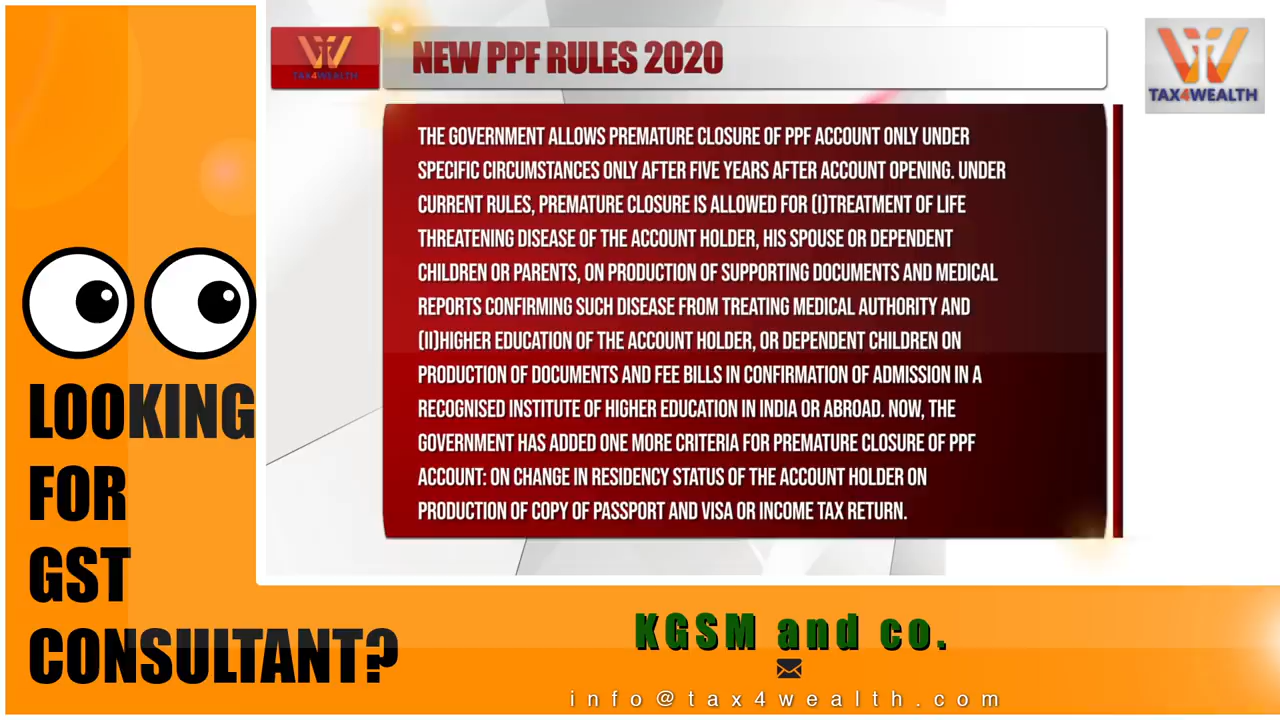 TAX4WEALTH
NEW PPF RULES 2020
TAX4WEALTH
THE GOVERNMENT ALLOWS PREMATURE CLOSURE OF PPF ACCOUNT ONLY UNDER
SPECIFIC CIRCUMSTANCES ONLY AFTER FIVE YEARS AFTER ACCOUNT OPENING. UNDER
CURRENT RULES, PREMATURE CLOSURE IS ALLOWED FOR (I)TREATMENT OF LIFE
THREATENING DISEASE OF THE ACCOUNT HOLDER, HIS SPOUSE OR DEPENDENT
CHILDREN OR PARENTS, ON PRODUCTION OF SUPPORTING DOCUMENTS AND MEDICAL
REPORTS CONFIRMING SUCH DISEASE FROM TREATING MEDICAL AUTHORITY AND
(II)HIGHER EDUCATION OF THE ACCOUNT HOLDER, OR DEPENDENT CHILDREN ON
PRODUCTION OF DOCUMENTS AND FEE BILLS IN CONFIRMATION OF ADMISSION IN A
RECOGNISED INSTITUTE OF HIGHER EDUCATION IN INDIA OR ABROAD. NOW, THE
GOVERNMENT HAS ADDED ONE MORE CRITERIA FOR PREMATURE CLOSURE OF PPF
ACCOUNT: ON CHANGE IN RESIDENCY STATUS OF THE ACCOUNT HOLDER ON
PRODUCTION OF COPY OF PASSPORT AND VISA OR INCOME TAX RETURN.
LOOKING
FOR
GST
CONSULTANT?
KGSM and co.
info@tax4wealth.com